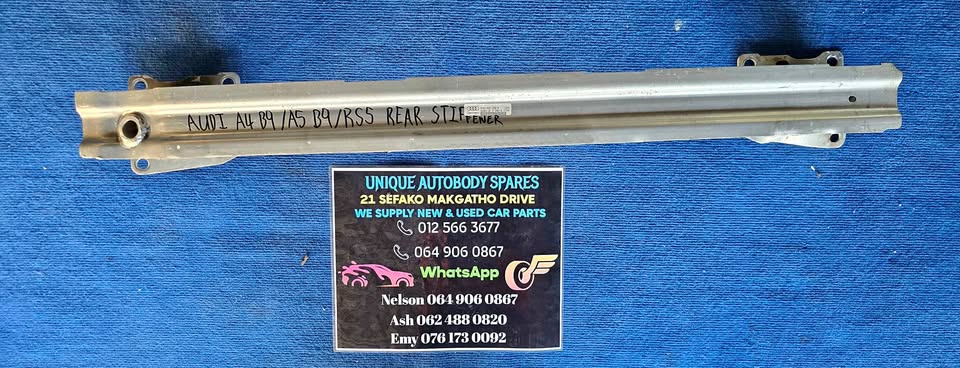 AUDI A4 B9/A5 B9/RS5 REAR STIFFENER
UNIQUE AUTOBODY SPARES
21 SEFAKO MAKGATHO DRIVE
WE SUPPLY NEW & USED CAR PARTS
012 566 3677
064 906 0867
WhatsApp
Nelson 064 906 0867
Ash 062 488 0820
Emy 076 173 0092